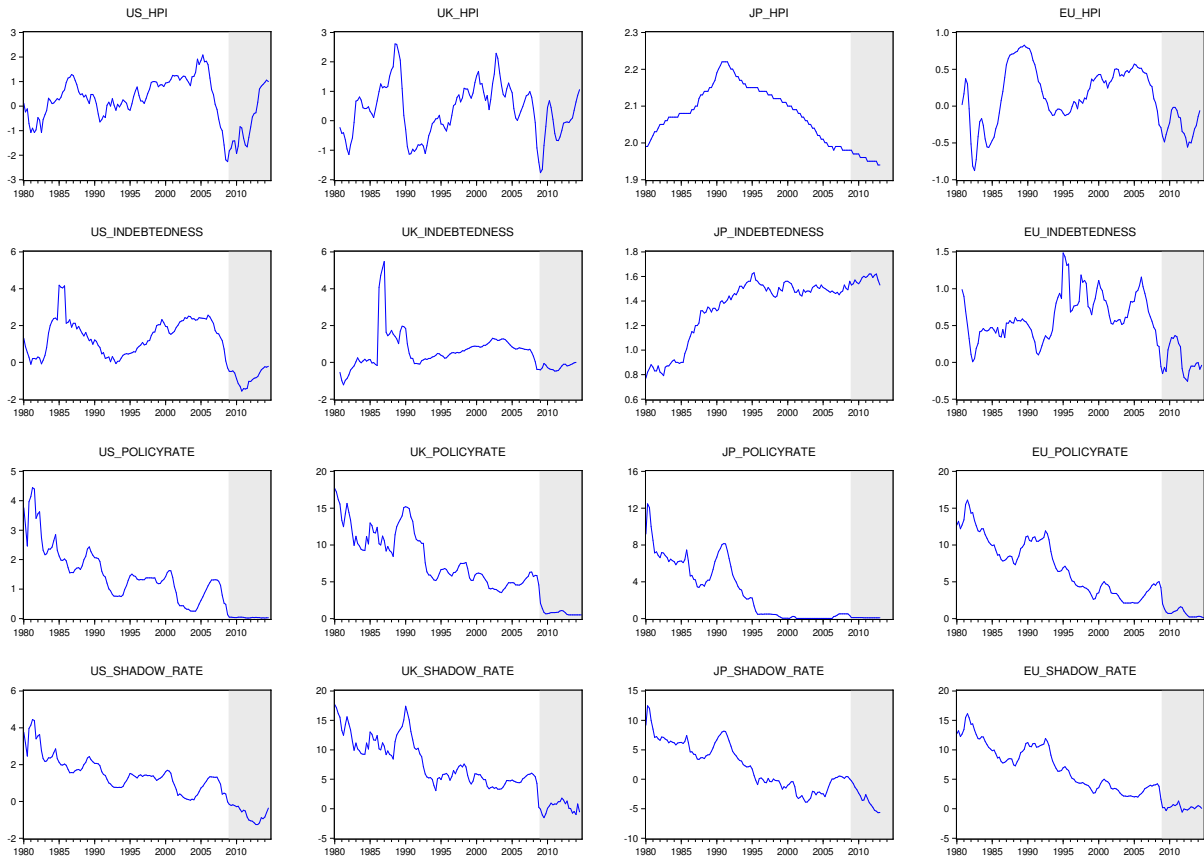 US_HPI
3
2
1
0
-1
-2
-3
1980 1985 1990 1995 2000 2005 2010
UK_HPI
3
2
1
0
-1
-2
1980 1985 1990 1995 2000 2005 2010
JP_HPI
2.3
2.2
2.1
2.0
1.9
1980 1985 1990 1995 2000 2005 2010
EU_HPI
1.0
0.5
0.0
-0.5
-1.0
1980 1985 1990 1995 2000 2005 2010
US_INDEBTEDNESS
6
4
2
0
-2
1980 1985 1990 1995 2000 2005 2010
UK_INDEBTEDNESS
6
4
2
0
-2
1980 1985 1990 1995 2000 2005 2010
JP_INDEBTEDNESS
1.8
1.6
1.4
1.2
1.0
0.8
0.6
1980 1985 1990 1995 2000 2005 2010
EU_INDEBTEDNESS
1.5
1.0
0.5
0.0
-0.5
1980 1985 1990 1995 2000 2005 2010
US_POLICYRATE
5
4
3
2
1
0
1980 1985 1990 1995 2000 2005 2010
UK_POLICYRATE
20
15
10
5
0
1980 1985 1990 1995 2000 2005 2010
JP_POLICYRATE
16
12
8
4
0
1980 1985 1990 1995 2000 2005 2010
EU_POLICYRATE
20
15
10
5
0
1980 1985 1990 1995 2000 2005 2010
US_SHADOW_RATE
6
4
2
0
-2
1980 1985 1990 1995 2000 2005 2010
UK_SHADOW_RATE
20
15
10
5
0
-5
1980 1985 1990 1995 2000 2005 2010
JP_SHADOW_RATE
15
10
5
0
-5
-10
1980 1985 1990 1995 2000 2005 2010
EU_SHADOW_RATE
20
15
10
5
0
-5
1980 1985 1990 1995 2000 2005 2010